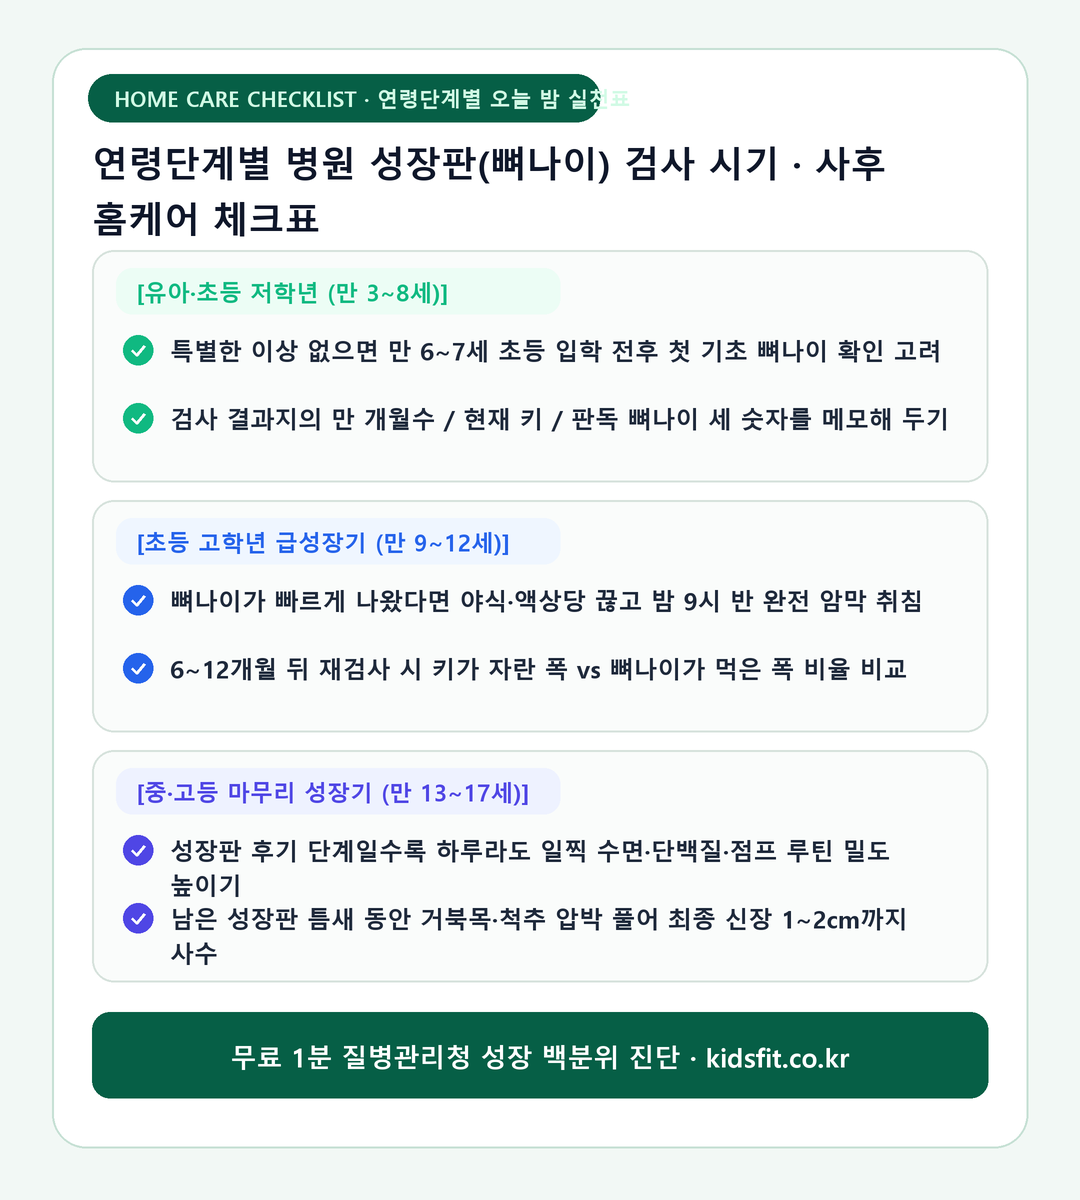 HOME CARE CHECKLIST · 연령단계별 오늘 밤 실천표
연령단계별 병원 성장판(뼈나이) 검사 시기 · 사후
홈케어 체크표
[유아·초등 저학년 (만 3~8세)]
특별한 이상 없으면 만 6~7세 초등 입학 전후 첫 기초 뼈나이 확인 고려
검사 결과지의 만 개월수 / 현재 키 / 판독 뼈나이 세 숫자를 메모해 두기
[초등 고학년 급성장기 (만 9~12세)]
뼈나이가 빠르게 나왔다면 야식·액상당 끊고 밤 9시 반 완전 암막 취침
6~12개월 뒤 재검사 시 키가 자란 폭 vs 뼈나이가 먹은 폭 비율 비교
[중·고등 마무리 성장기 (만 13~17세)]
성장판 후기 단계일수록 하루라도 일찍 수면·단백질·점프 루틴 밀도
높이기
남은 성장판 틈새 동안 거북목·척추 압박 풀어 최종 신장 1~2cm까지
사수
무료 1분 질병관리청 성장 백분위 진단 · kidsfit.co.kr